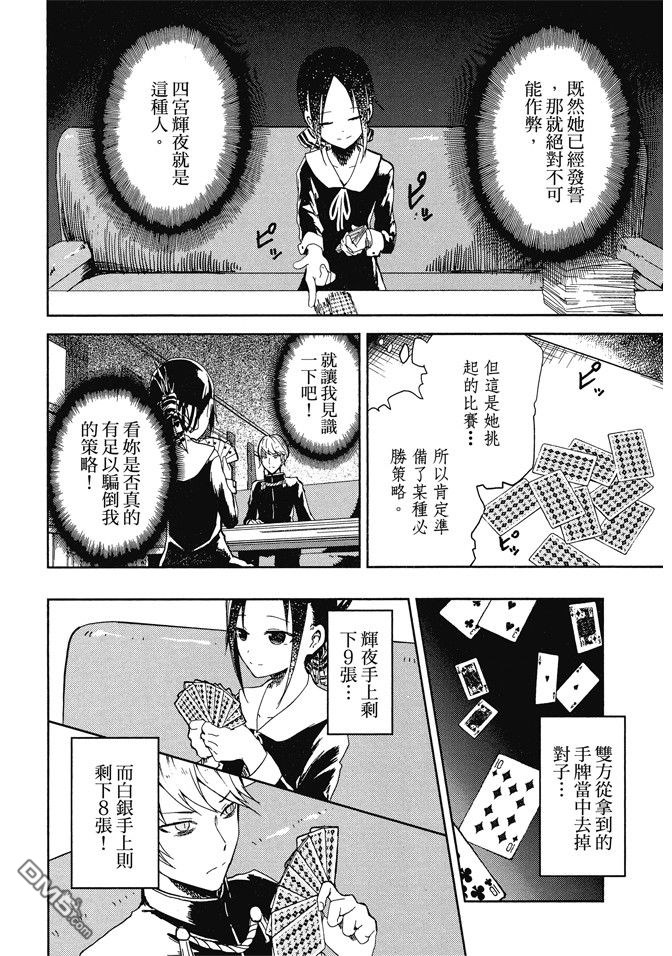 既然她已經發誓
，那就絕對不可
能作弊，
ピッ
ピッ
四宮輝夜就是
這種人。
但這是她挑
起的比賽…
所以肯定準
備了某種必
勝策略。
就讓我見識
一下吧！
看妳是否真的
有足以騙倒我
的策略！
雙方從拿到的
手牌當中去掉
對子…
10
10
輝夜手上剩
下9張…
而白銀手上則
剩下8張！
DM5.com